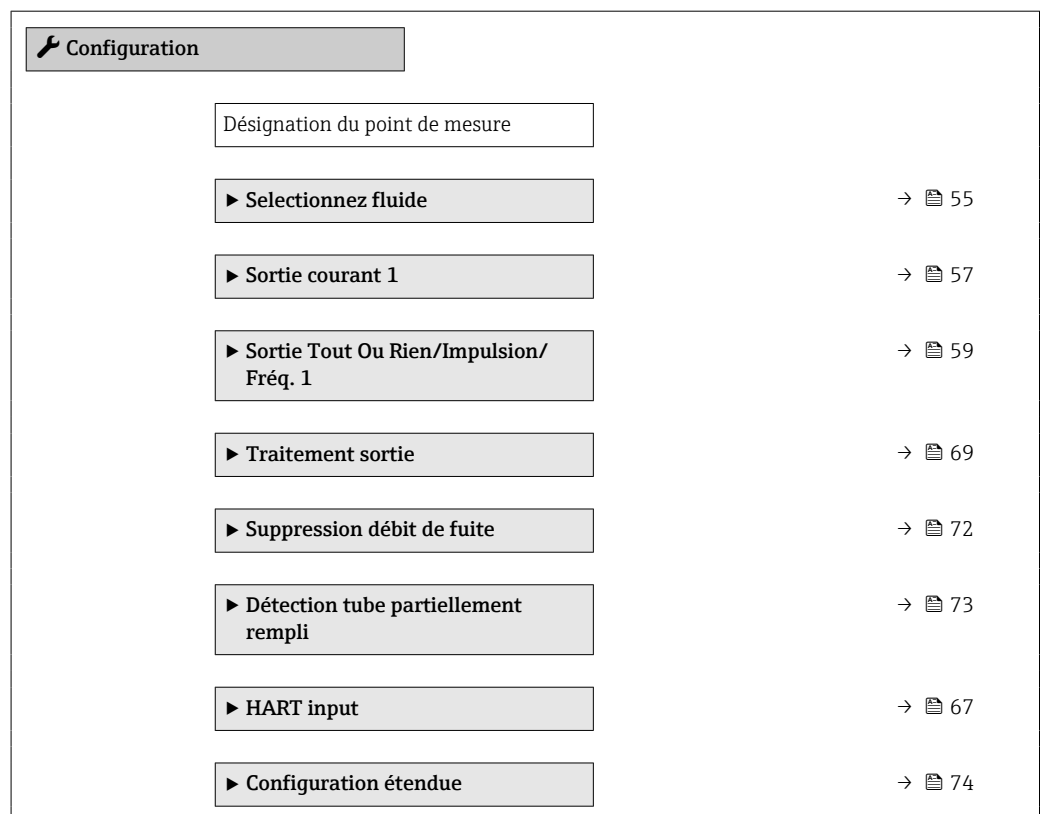 Configuration
Désignation du point de mesure
▶ Selectionnez fluide → 55
▶ Sortie courant 1 → 57
▶ Sortie Tout Ou Rien/Impulsion/ → 59
Fréq. 1
▶ Traitement sortie → 69
▶ Suppression débit de fuite → 72
▶ Détection tube partiellement → 73
rempli
▶ HART input → 67
▶ Configuration étendue → 74